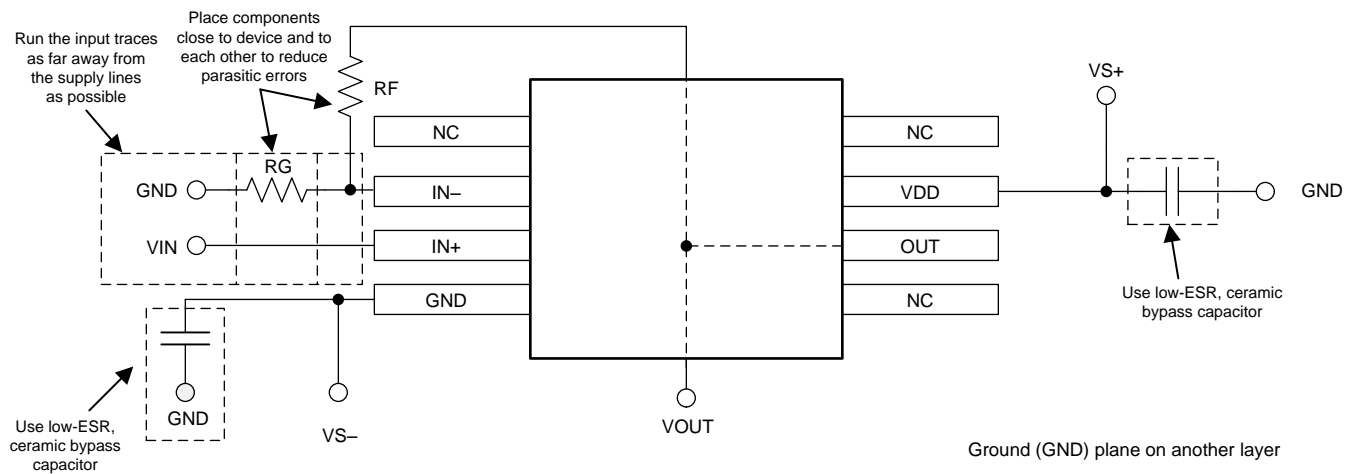 Place components
close to device and to
each other to reduce
parasitic errors
Run the input traces
as far away from
the supply lines
as possible
RF
VS+
NC
NC
RG
GND
IN–
VDD
GND
VIN
IN+
OUT
GND
NC
Use low-ESR, ceramic
bypass capacitor
GND
Use low-ESR,
ceramic bypass
capacitor
VS–
VOUT
Ground (GND) plane on another layer